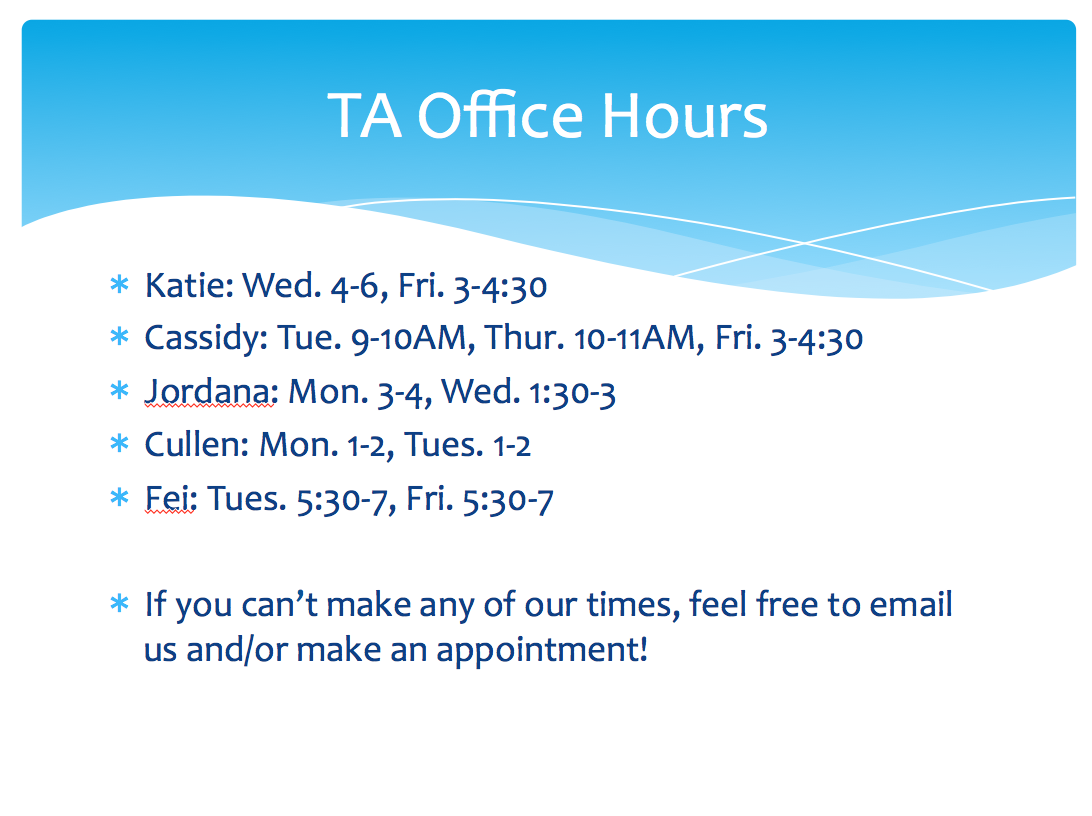 TA Office Hours
* Katie: Wed. 4-6, Fri. 3-4:30
* Cassidy: Tue. 9-10AM, Thur. 10-11AM, Fri. 3-4:30
* Jordana: Mon. 3-4, Wed. 1:30-3
* Cullen: Mon. 1-2, Tues. 1-2
* Fei: Tues. 5:30-7, Fri. 5:30-7
* If you can’t make any of our times, feel free to email
us and/or make an appointment!